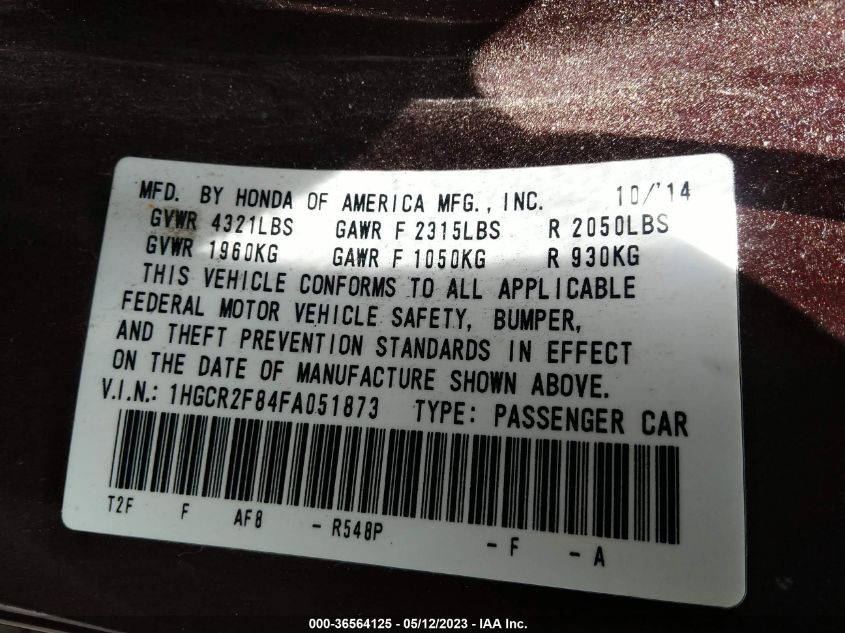 MFD. BY HONDA OF AMERICA MFG., INC. 10/'14
GVWR 4321LBS GAWR F 2315LBS R 2050LBS
GVWR 1960KG GAWR F 1050KG R 930KG
THIS VEHICLE CONFORMS TO ALL APPLICABLE
FEDERAL MOTOR VEHICLE SAFETY, BUMPER,
AND THEFT PREVENTION STANDARDS IN EFFECT
ON THE DATE OF MANUFACTURE SHOWN ABOVE.
V.I.N.: 1HGCR2F84FA051873 TYPE: PASSENGER CAR
T2F F AF8 - R548P - F - A
000-36564125 - 05/12/2023 - IAA Inc.